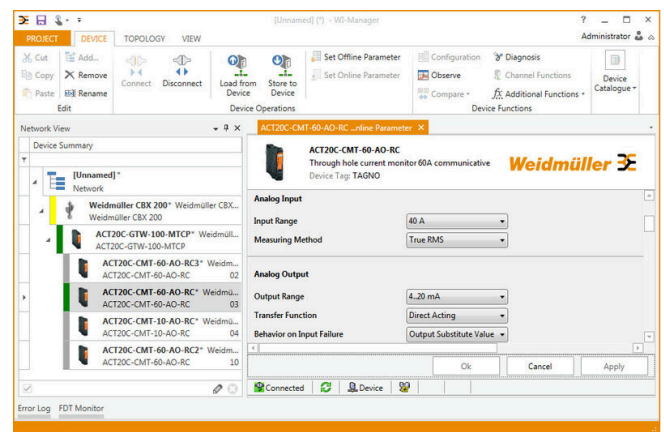 [Unnamed] (*) - WI-Manager
PROJECT DEVICE TOPOLOGY VIEW Administrator
Cut Add... Connect Disconnect Load from Device Store to Device Set Offline Parameter Configuration Diagnosis Device Catalogue
Copy Remove Set Online Parameter Observe Channel Functions
Paste Rename Compare Additional Functions
Edit Device Operations Device Functions
Network View
Device Summary
[Unnamed]*
Network
Weidmüller CBX 200* Weidmüller CBX...
Weidmüller CBX 200
ACT20C-GTW-100-MTCP* Weidmüll...
ACT20C-GTW-100-MTCP
ACT20C-CMT-60-AO-RC3* Weidm...
ACT20C-CMT-60-AO-RC 02
ACT20C-CMT-60-AO-RC* Weidmü...
ACT20C-CMT-60-AO-RC 03
ACT20C-CMT-10-AO-RC* Weidmü...
ACT20C-CMT-10-AO-RC 04
ACT20C-CMT-60-AO-RC2* Weidm...
ACT20C-CMT-60-AO-RC 10
ACT20C-CMT-60-AO-RC ...nline Parameter
ACT20C-CMT-60-AO-RC
Through hole current monitor 60A communicative
Device Tag: TAGNO
Weidmüller
Analog Input
Input Range 40 A
Measuring Method True RMS
Analog Output
Output Range 4..20 mA
Transfer Function Direct Acting
Behavior on Input Failure Output Substitute Value
Ok Cancel Apply
Connected Device
Error Log FDT Monitor